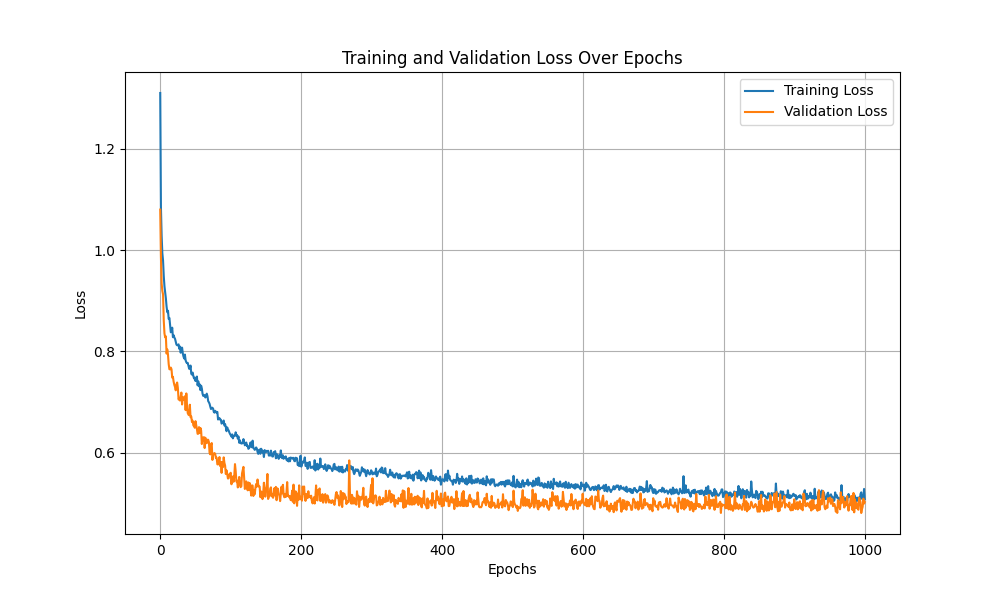 Training and Validation Loss Over Epochs
Training Loss
Validation Loss
1.2
1.0
0.8
0.6
Loss
0
200
400
600
800
1000
Epochs